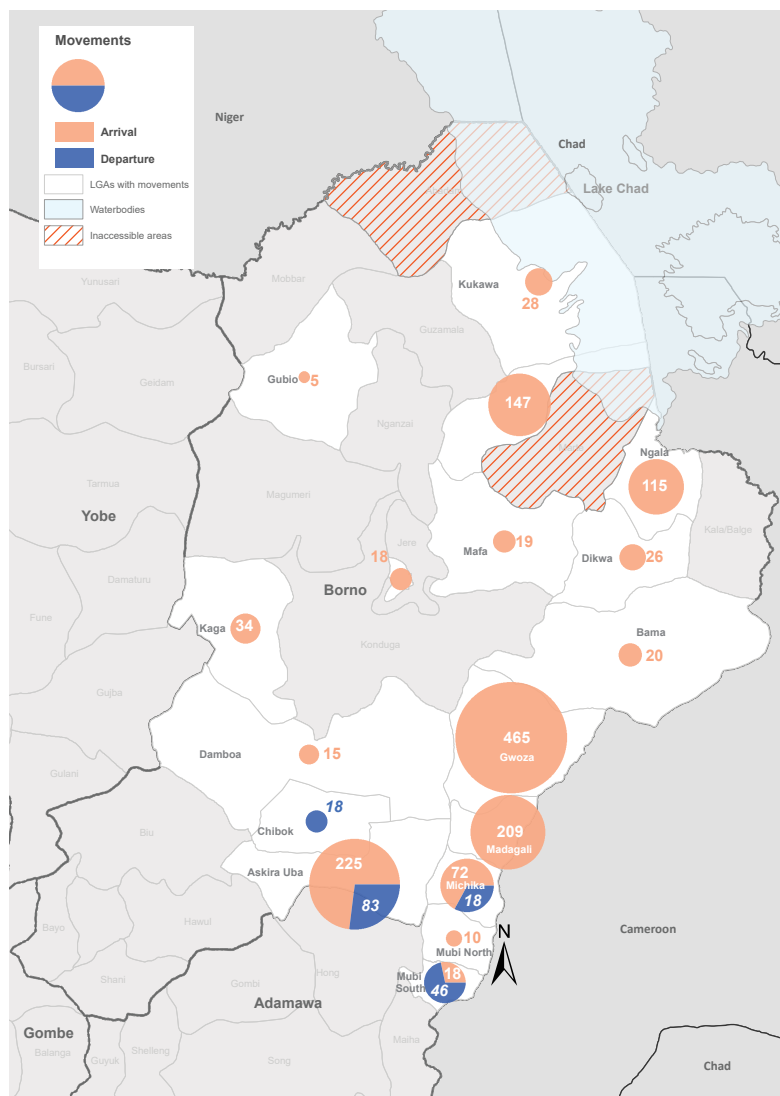 Movements
Arrival
Departure
LGAs with movements
Waterbodies
Inaccessible areas
Niger
Chad
Lake Chad
Yunusari
Mobbar
Kukawa
28
Guzamala
Bursari
Geidam
Gubio
5
147
Nganzai
Ngala
115
Tarmua
Magumeri
Yobe
Jere
Mafa
19
Kala/Balge
Dikwa
26
18
Damaturu
Borno
Fune
Kaga
34
Bama
20
Konduga
Gujba
465
Gwoza
Damboa
15
Gulani
18
Chibok
Biu
209
Madagali
225
Askira Uba
83
72
Michika
18
Bayo
Hawul
10
Mubi North
N
Cameroon
Shani
Gombi
Hong
Mubi
South
18
46
Adamawa
Gombe
Balanga
Guyuk
Shelleng
Song
Maiha
Chad